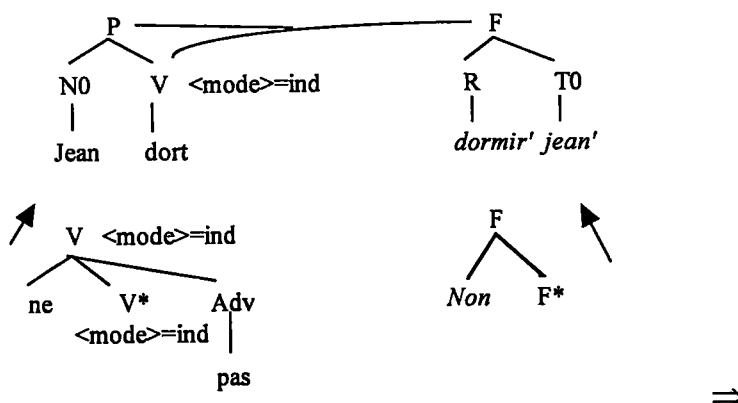 P F
N0 V <mode>=ind R T0
Jean dort dormir' jean'
V <mode>=ind F
ne V* Adv Non F*
<mode>=ind
pas
⇒